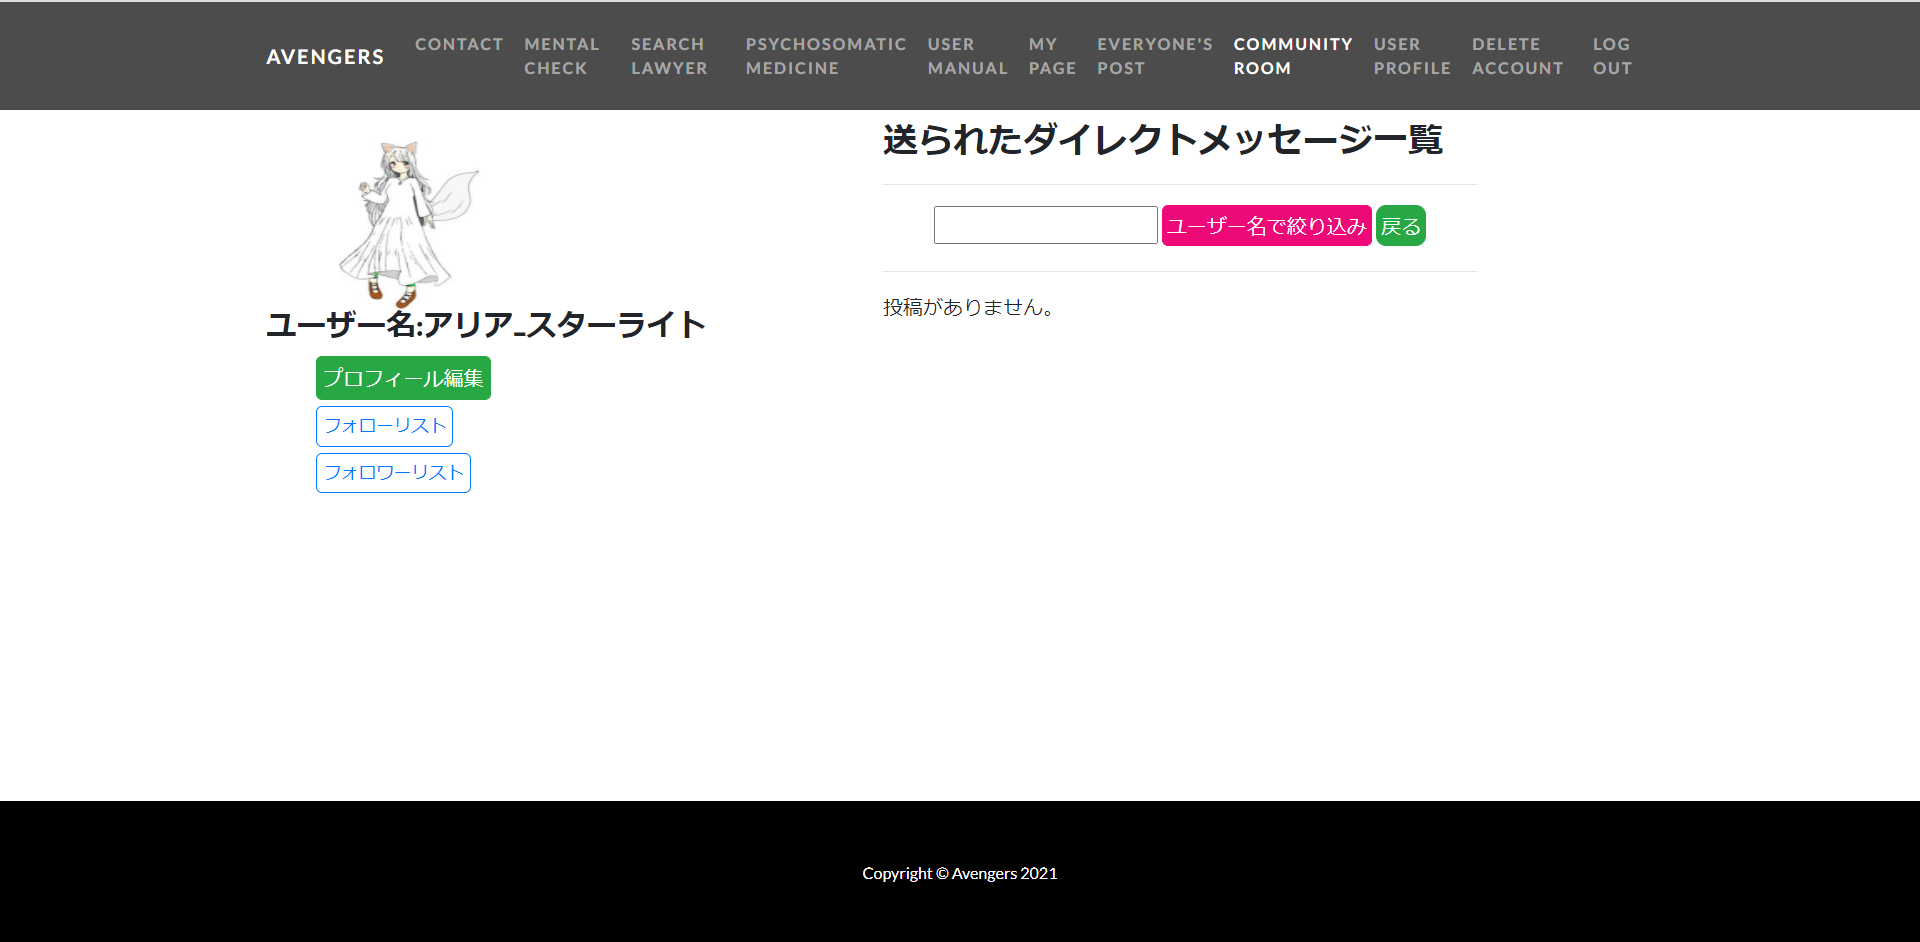 AVENGERS
CONTACT
MENTAL
CHECK
SEARCH
LAWYER
PSYCHOSOMATIC
MEDICINE
USER
MANUAL
MY
PAGE
EVERYONE'S
POST
COMMUNITY
ROOM
USER
PROFILE
DELETE
ACCOUNT
LOG
OUT
ユーザー名:アリア_スターライト
プロフィール編集
フォローリスト
フォロワーリスト
送られたダイレクトメッセージ一覧
ユーザー名で絞り込み 戻る
投稿がありません。
Copyright © Avengers 2021